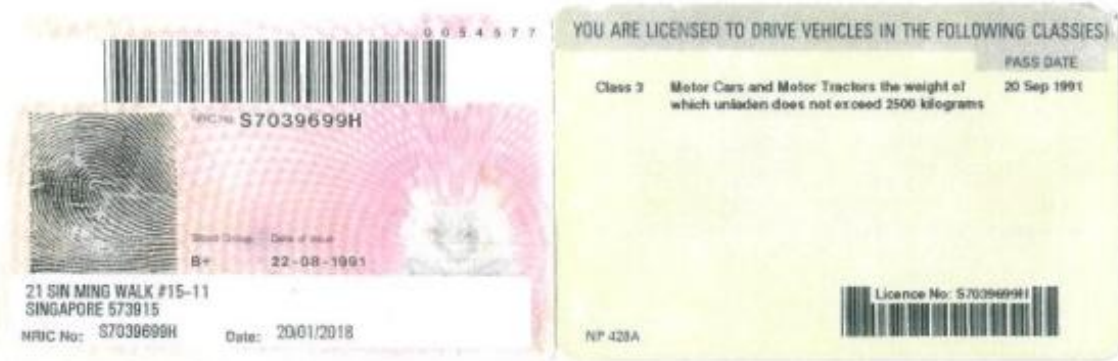 0054577
NRIC No. S7039699H
Blood Group Date of issue
B+ 22-08-1991
21 SIN MING WALK #15-11
SINGAPORE 573915
NRIC No: S7039699H Date: 20/01/2018
YOU ARE LICENSED TO DRIVE VEHICLES IN THE FOLLOWING CLASS(ES)
PASS DATE
Class 3 Motor Cars and Motor Tractors the weight of 20 Sep 1991
which unladen does not exceed 2500 kilograms
Licence No: S7039699H
NP 428A